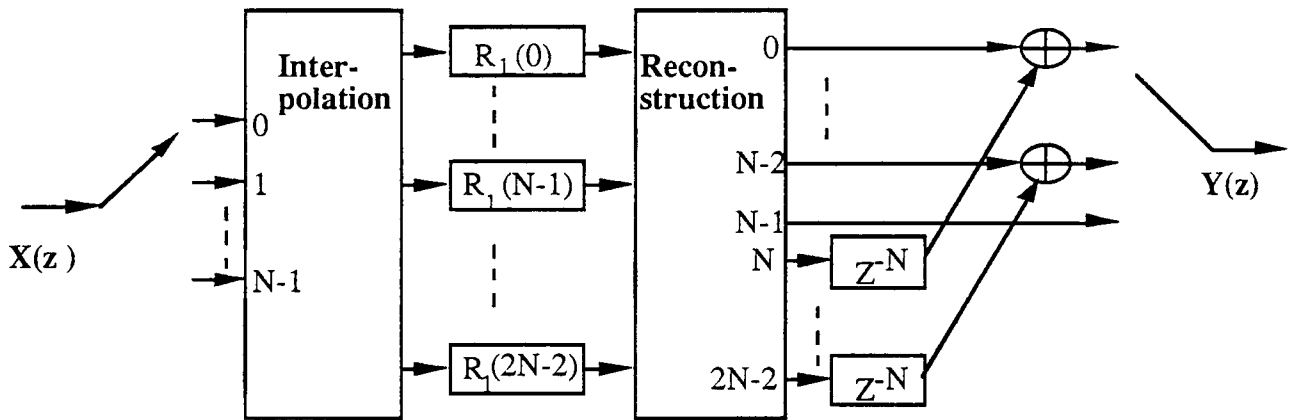 Inter-
polation
R₁(0)
Recon-
struction
0
0
1
N-2
R₁(N-1)
Y(z)
N-1
X(z )
N
Z⁻ᴺ
N-1
R₁(2N-2)
2N-2
Z⁻ᴺ